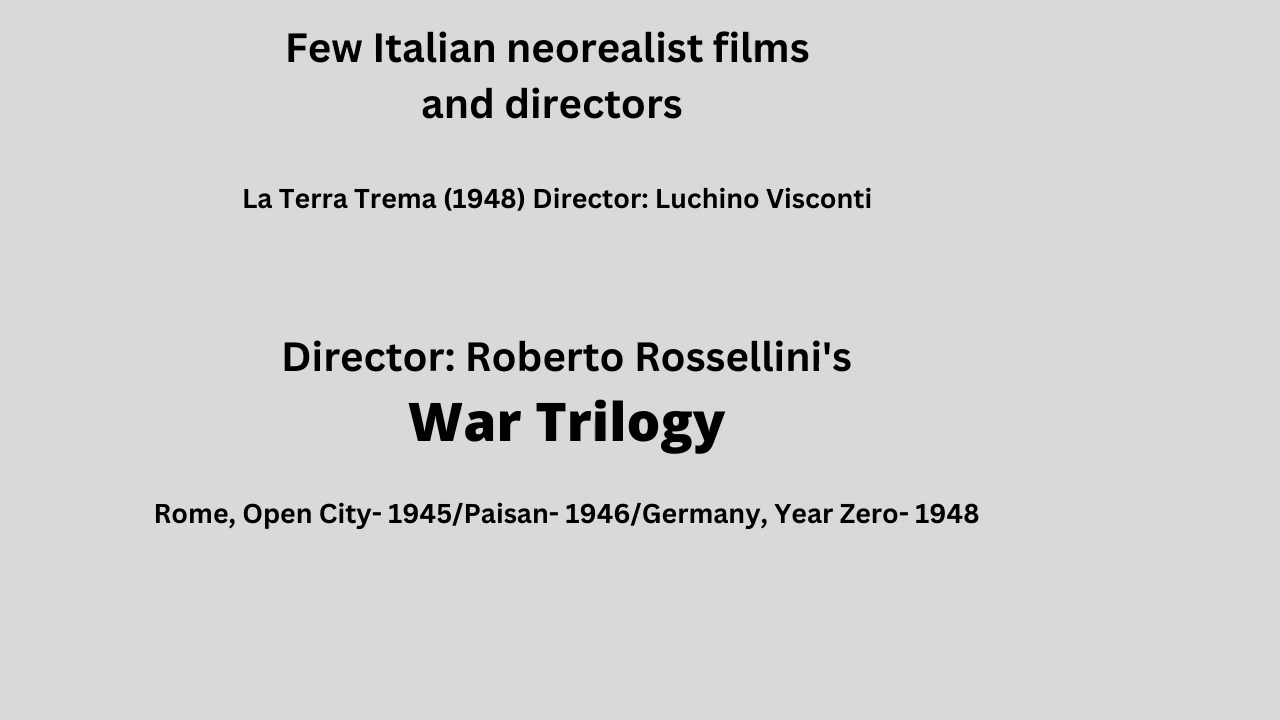 Few Italian neorealist films
and directors
La Terra Trema (1948) Director: Luchino Visconti
Director: Roberto Rossellini's
War Trilogy
Rome, Open City- 1945/Paisan- 1946/Germany, Year Zero- 1948